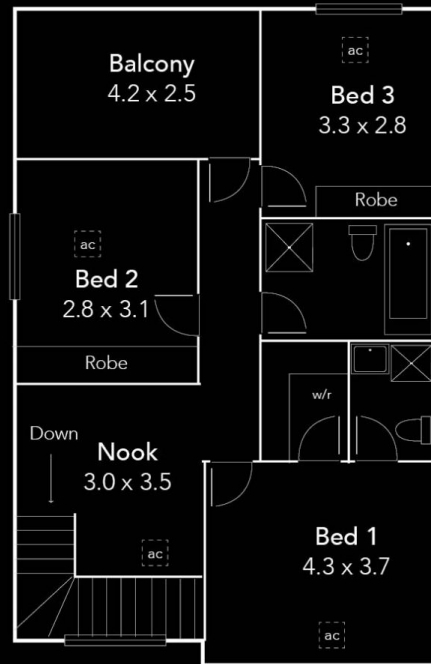 Balcony
4.2 x 2.5
ac
Bed 3
3.3 x 2.8
Robe
ac
Bed 2
2.8 x 3.1
Robe
w/r
Down
Nook
3.0 x 3.5
ac
Bed 1
4.3 x 3.7
ac